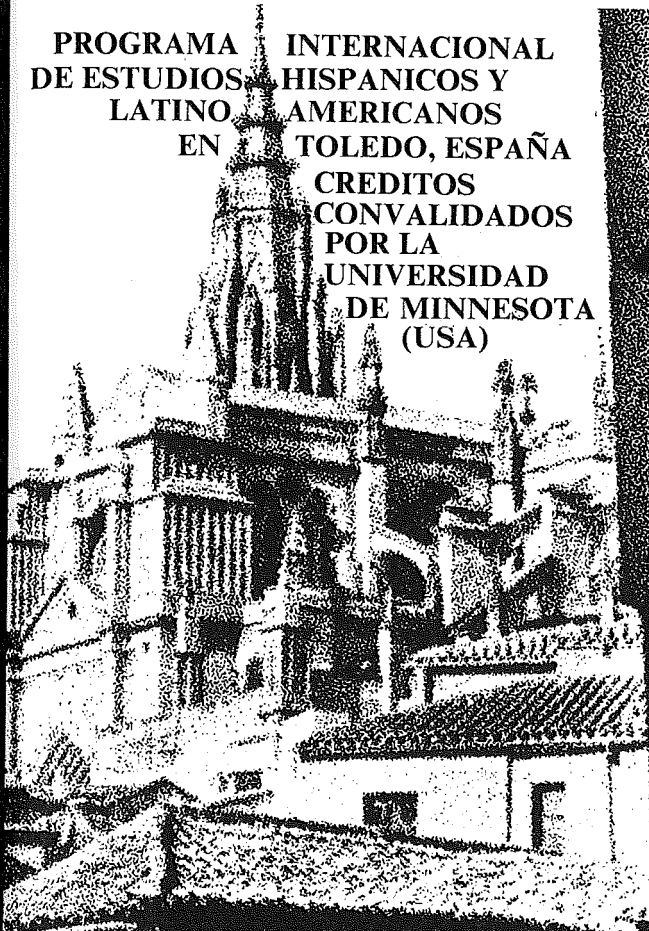 PROGRAMA INTERNACIONAL
DE ESTUDIOS HISPANICOS Y
LATINO AMERICANOS
EN TOLEDO, ESPAÑA
CREDITOS
CONVALIDADOS
POR LA
UNIVERSIDAD
DE MINNESOTA
(USA)